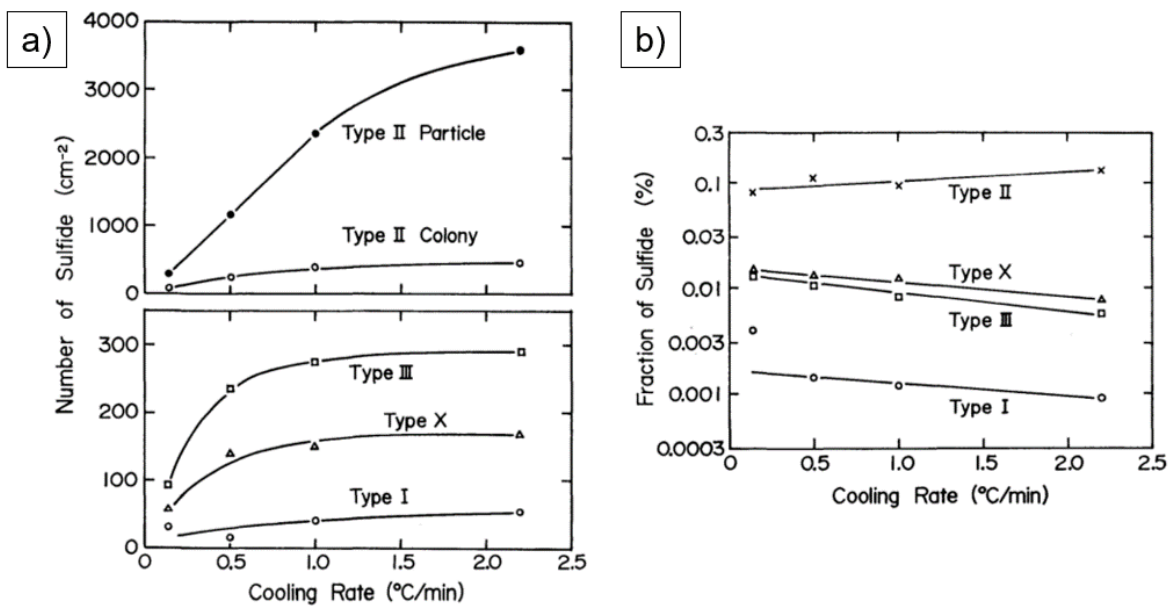 a)
Number of Sulfide (cm⁻²)
4000
3000
2000
1000
0
Type II Particle
Type II Colony
300
200
100
0
Type III
Type X
Type I
0 0.5 1.0 1.5 2.0 2.5
Cooling Rate (°C/min)
b)
Fraction of Sulfide (%)
0.3
0.1
0.03
0.01
0.003
0.001
0.0003
Type II
Type X
Type III
Type I
0 0.5 1.0 1.5 2.0 2.5
Cooling Rate (°C/min)